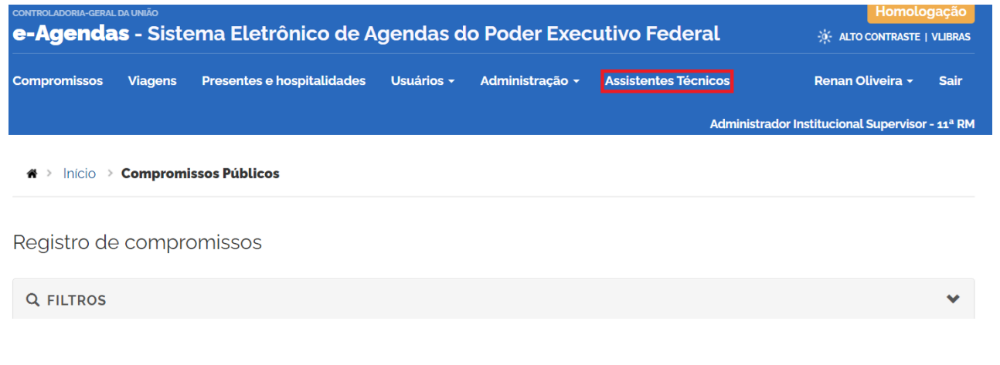 CONTROLADORIA-GERAL DA UNIÃO
Homologação
e-Agendas - Sistema Eletrônico de Agendas do Poder Executivo Federal
ALTO CONTRASTE | VLIBRAS
Compromissos Viagens Presentes e hospitalidades Usuários Administração Assistentes Técnicos Renan Oliveira Sair
Administrador Institucional Supervisor - 11ª RM
Início > Compromissos Públicos
Registro de compromissos
FILTROS